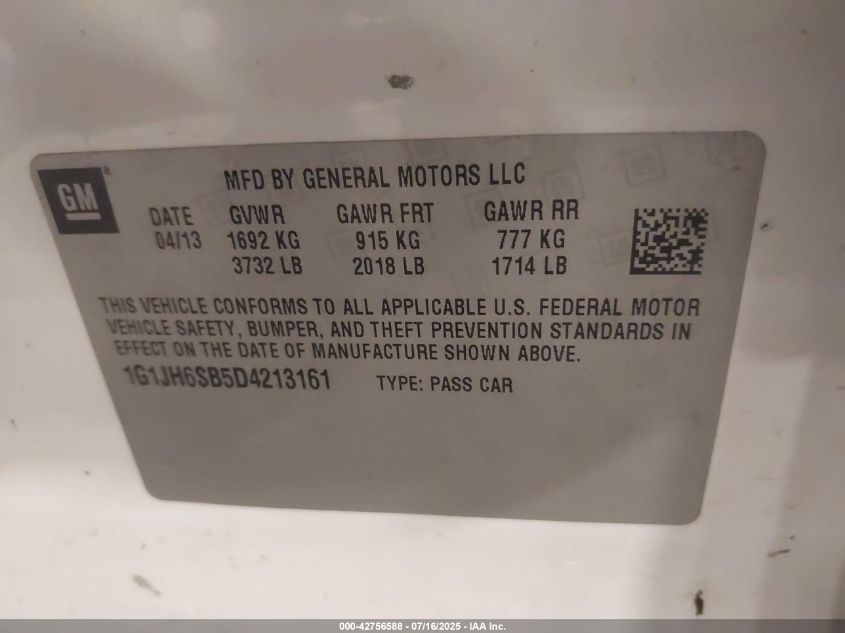 GM ®
MFD BY GENERAL MOTORS LLC
DATE GVWR GAWR FRT GAWR RR
04/13 1692 KG 915 KG 777 KG
3732 LB 2018 LB 1714 LB
THIS VEHICLE CONFORMS TO ALL APPLICABLE U.S. FEDERAL MOTOR
VEHICLE SAFETY, BUMPER, AND THEFT PREVENTION STANDARDS IN
EFFECT ON THE DATE OF MANUFACTURE SHOWN ABOVE.
1G1JH6SB5D4213161 TYPE: PASS CAR
000-42756588 - 07/16/2025 - IAA Inc.